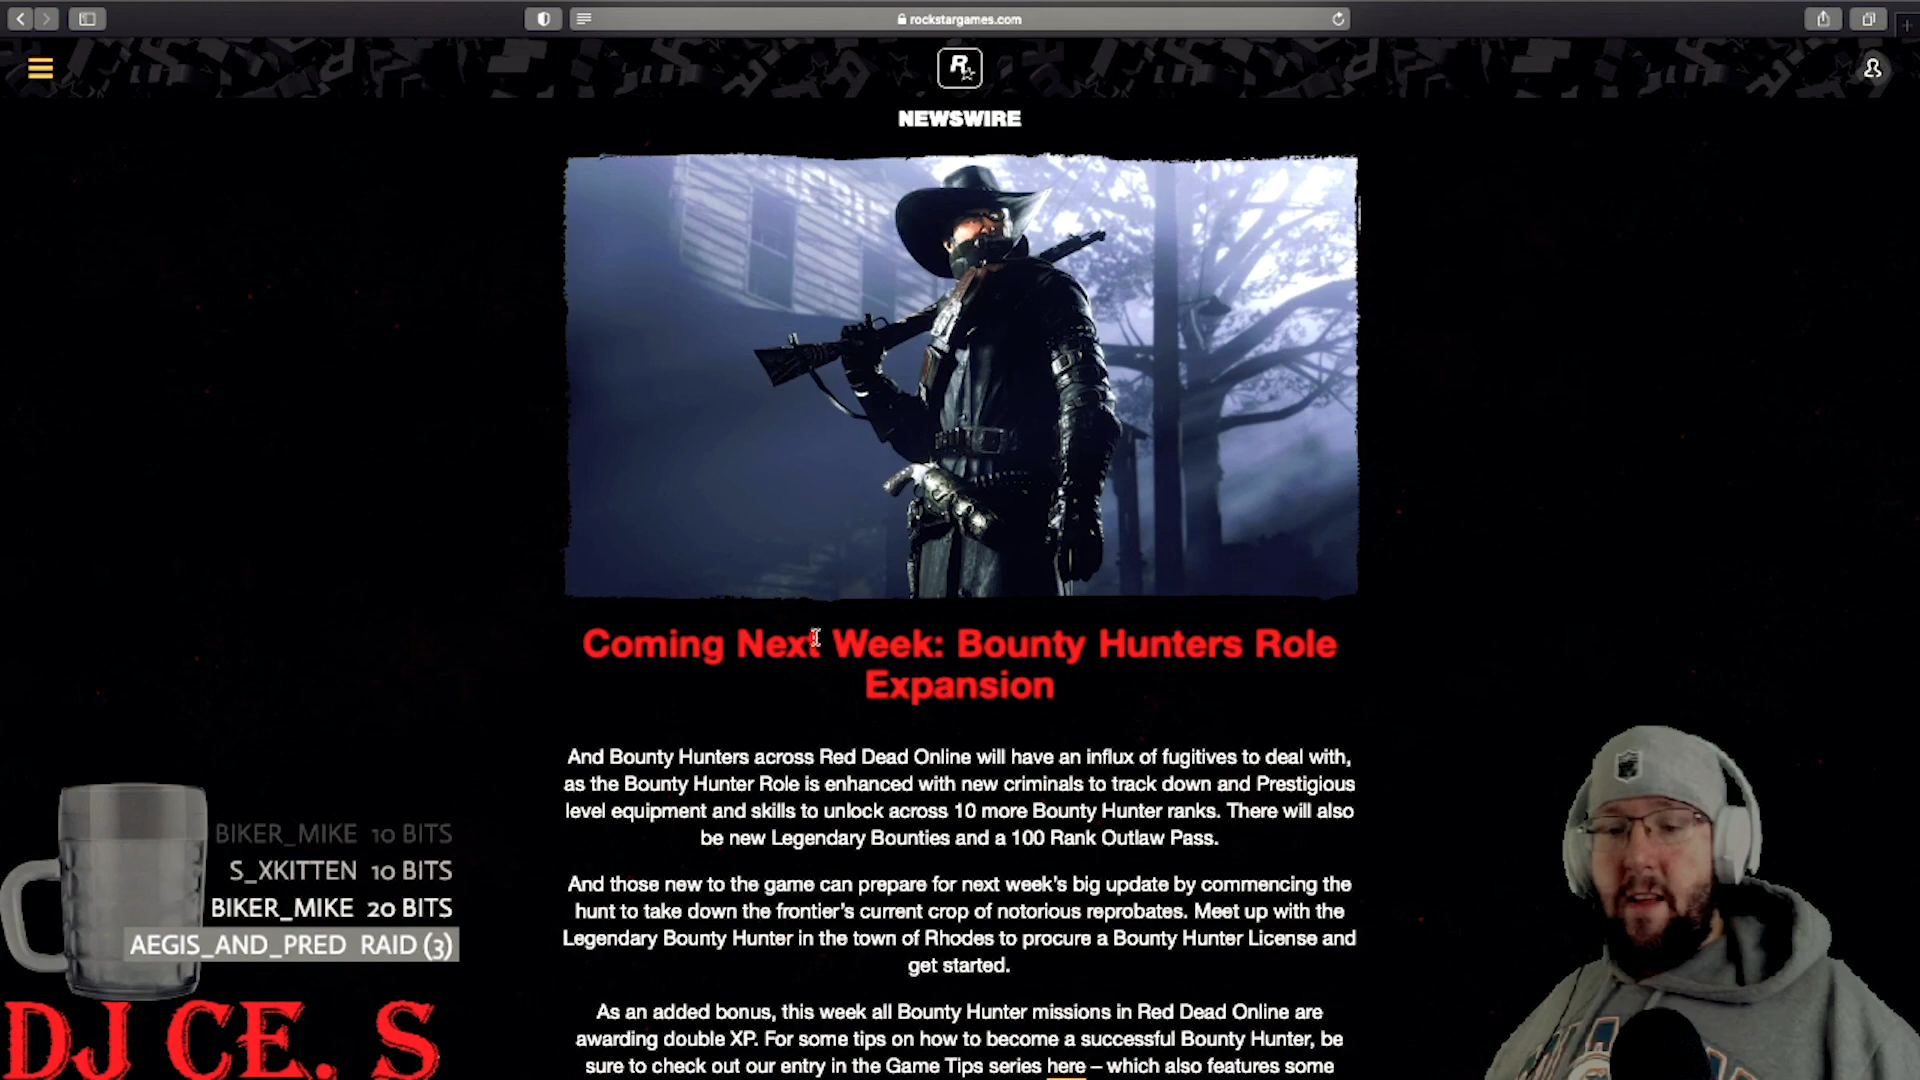 rockstargames.com
R
NEWSWIRE
Coming Next Week: Bounty Hunters Role
Expansion
And Bounty Hunters across Red Dead Online will have an influx of fugitives to deal with,
as the Bounty Hunter Role is enhanced with new criminals to track down and Prestigious
level equipment and skills to unlock across 10 more Bounty Hunter ranks. There will also
be new Legendary Bounties and a 100 Rank Outlaw Pass.
And those new to the game can prepare for next week's big update by commencing the
hunt to take down the frontier's current crop of notorious reprobates. Meet up with the
Legendary Bounty Hunter in the town of Rhodes to procure a Bounty Hunter License and
get started.
As an added bonus, this week all Bounty Hunter missions in Red Dead Online are
awarding double XP. For some tips on how to become a successful Bounty Hunter, be
sure to check out our entry in the Game Tips series here – which also features some
BIKER_MIKE 10 BITS
S_XKITTEN 10 BITS
BIKER_MIKE 20 BITS
AEGIS_AND_PRED RAID (3)
DJ CE. S